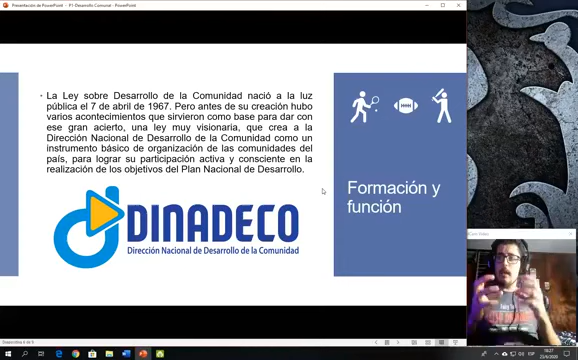 Presentación de PowerPoint - P1-Desarrollo Comunal - PowerPoint
La Ley sobre Desarrollo de la Comunidad nació a la luz
pública el 7 de abril de 1967. Pero antes de su creación hubo
varios acontecimientos que sirvieron como base para dar con
ese gran acierto, una ley muy visionaria, que crea a la
Dirección Nacional de Desarrollo de la Comunidad como un
instrumento básico de organización de las comunidades del
país, para lograr su participación activa y consciente en la
realización de los objetivos del Plan Nacional de Desarrollo.
Formación y
función
DINADECO
Dirección Nacional de Desarrollo de la Comunidad
ESP